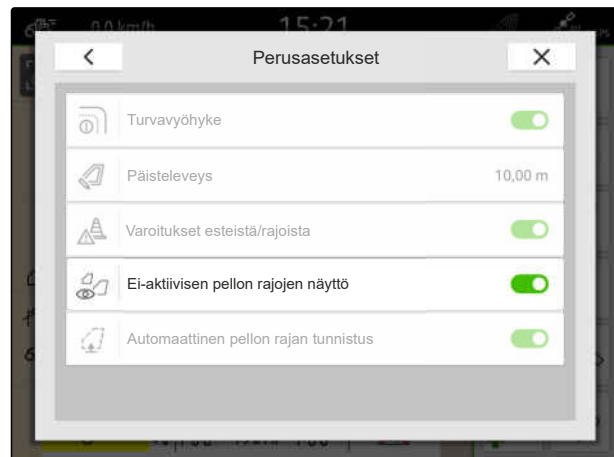 0,0 km/h
15:21
Perusasetukset
Turvavyöhyke
Päisteleveys
10,00 m
Varoitukset esteistä/rajoista
Ei-aktiivisen pellon rajojen näyttö
Automaattinen pellon rajan tunnistus